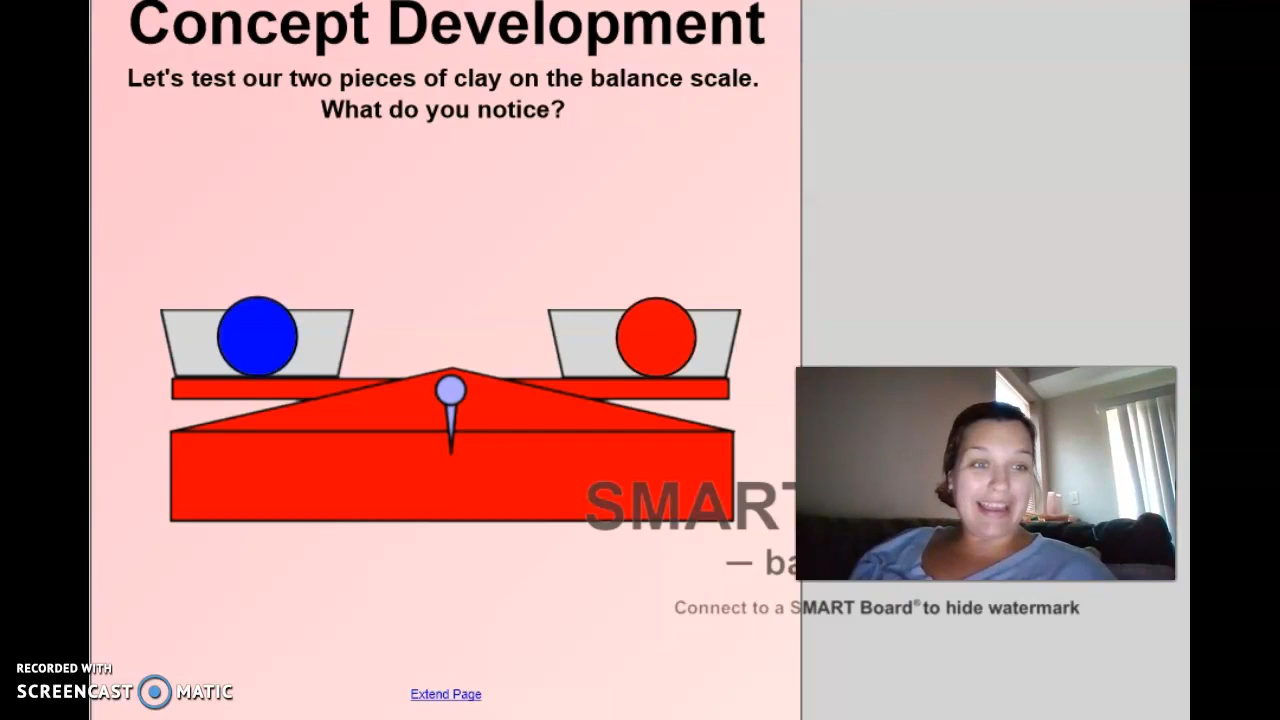 Concept Development
Let's test our two pieces of clay on the balance scale.
What do you notice?
SMART
— ba
Connect to a SMART Board® to hide watermark
RECORDED WITH
SCREENCAST MATIC
Extend Page